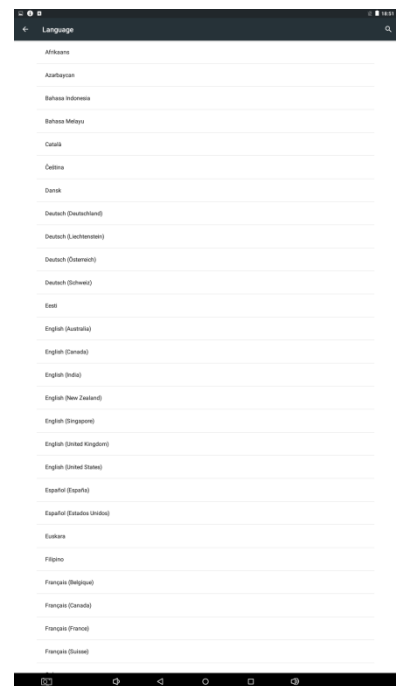 18:51
Language
Afrikaans
Azərbaycan
Bahasa Indonesia
Bahasa Melayu
Català
Čeština
Dansk
Deutsch (Deutschland)
Deutsch (Liechtenstein)
Deutsch (Österreich)
Deutsch (Schweiz)
Eesti
English (Australia)
English (Canada)
English (India)
English (New Zealand)
English (Singapore)
English (United Kingdom)
English (United States)
Español (España)
Español (Estados Unidos)
Euskara
Filipino
Français (Belgique)
Français (Canada)
Français (France)
Français (Suisse)